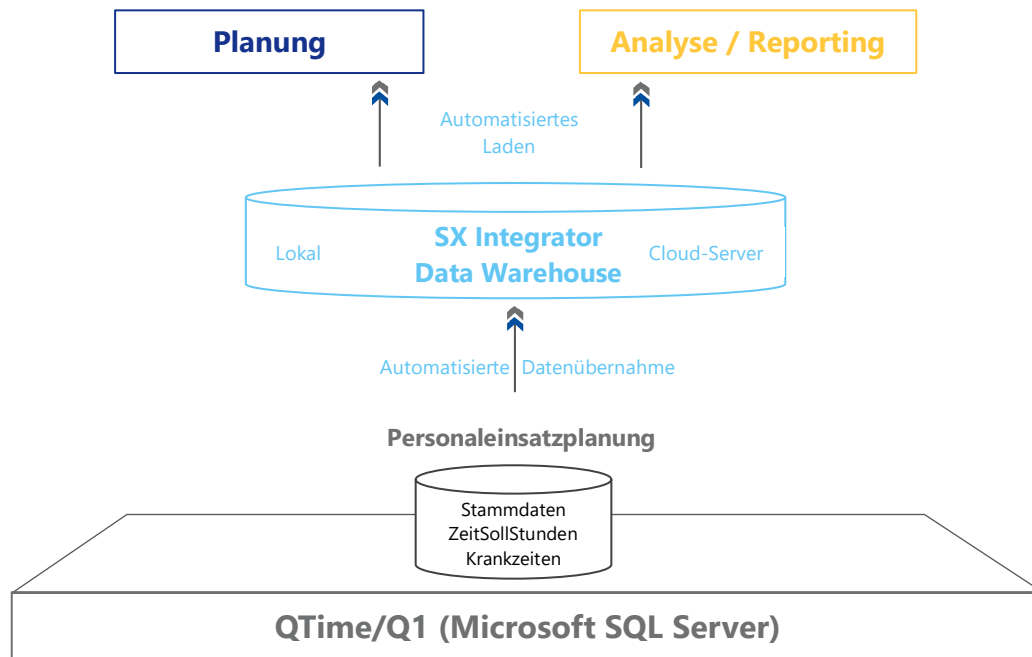 Planung
Analyse / Reporting
Automatisiertes
Laden
SX Integrator
Data Warehouse
Lokal
Cloud-Server
Automatisierte Datenübernahme
Personaleinsatzplanung
Stammdaten
ZeitSollStunden
Krankzeiten
QTime/Q1 (Microsoft SQL Server)